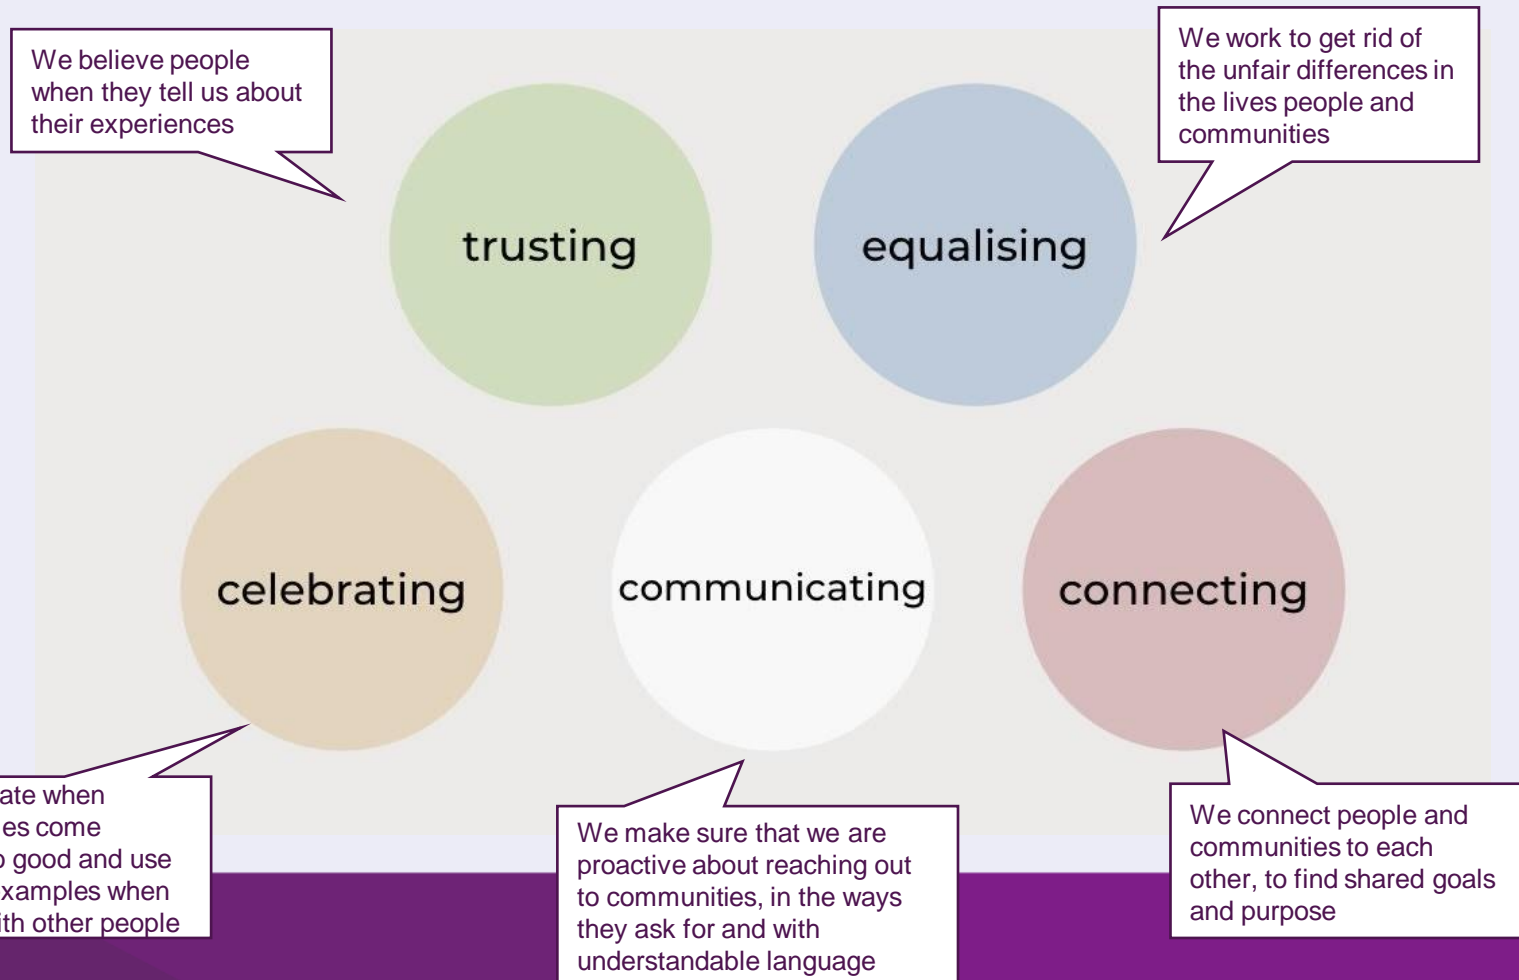 We believe people
when they tell us about
their experiences
We work to get rid of
the unfair differences in
the lives people and
communities
trusting
equalising
celebrating
communicating
connecting
ate when
es come
good and use
xamples when
ith other people
We make sure that we are
proactive about reaching out
to communities, in the ways
they ask for and with
understandable language
We connect people and
communities to each
other, to find shared goals
and purpose